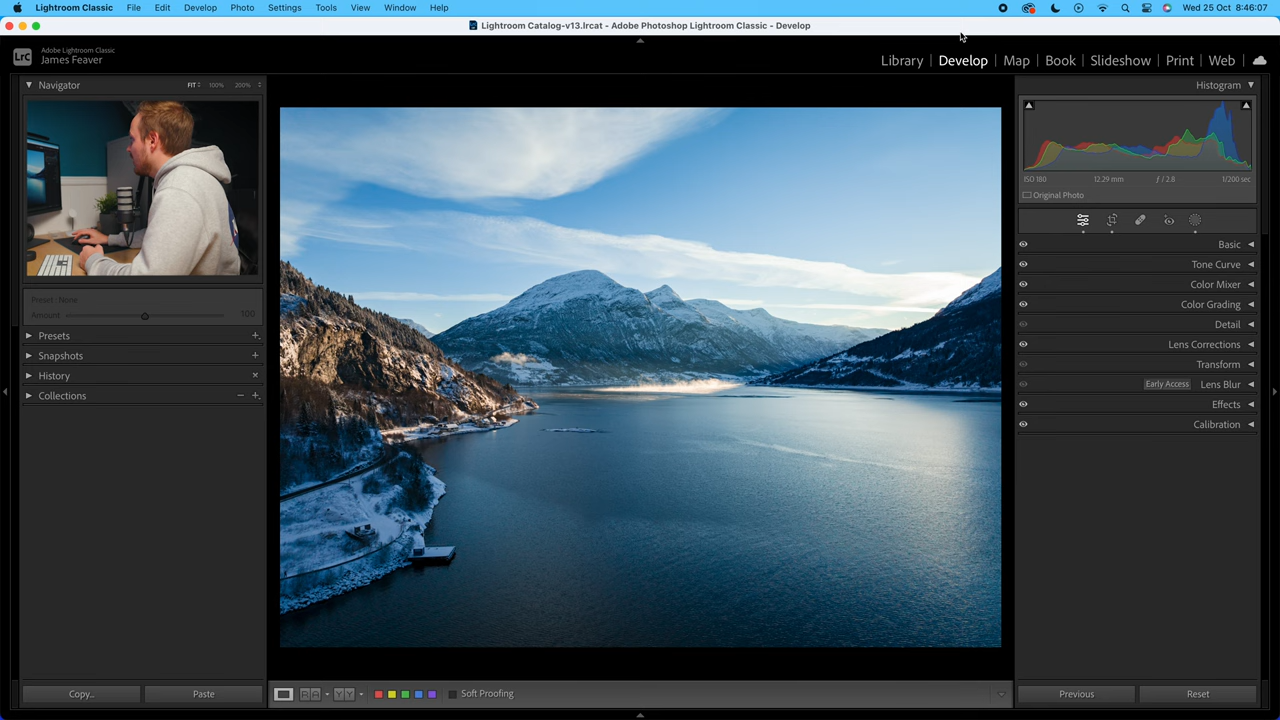 Lightroom Classic File Edit Develop Photo Settings Tools View Window Help Wed 25 Oct 8:46:07
Lightroom Catalog-v13.lrcat - Adobe Photoshop Lightroom Classic - Develop
LrC
Adobe Lightroom Classic
James Feaver
Library | Develop | Map | Book | Slideshow | Print | Web
Navigator FIT 100% 200%
Histogram
ISO 180 12.29 mm ƒ / 2.8 1/200 sec
Original Photo
Preset: None
Amount 100
Presets
Snapshots
History
Collections
Basic
Tone Curve
Color Mixer
Color Grading
Detail
Lens Corrections
Transform
Early Access Lens Blur
Effects
Calibration
Copy... Paste
RA YY Soft Proofing
Previous Reset